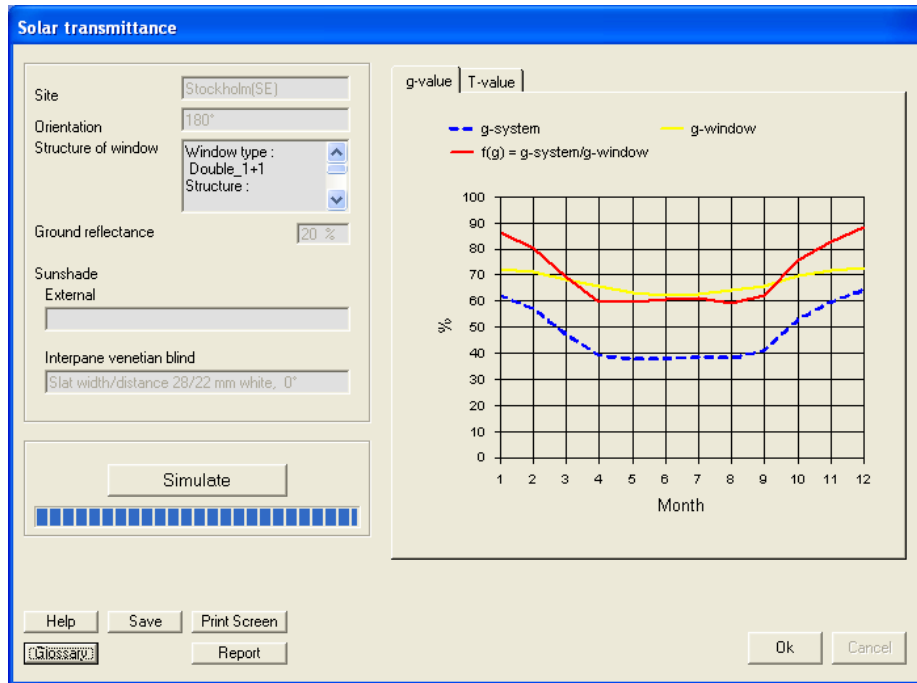 Solar transmittance
Site
Stockholm(SE)
Orientation
180°
Structure of window
Window type :
Double_1+1
Structure :
Ground reflectance
20 %
Sunshade
External
Interpane venetian blind
Slat width/distance 28/22 mm white, 0°
Simulate
g-value
T-value
g-system
g-window
f(g) = g-system/g-window
100
90
80
70
60
50
40
30
20
10
0
%
1 2 3 4 5 6 7 8 9 10 11 12
Month
Help
Save
Print Screen
Glossary
Report
Ok
Cancel